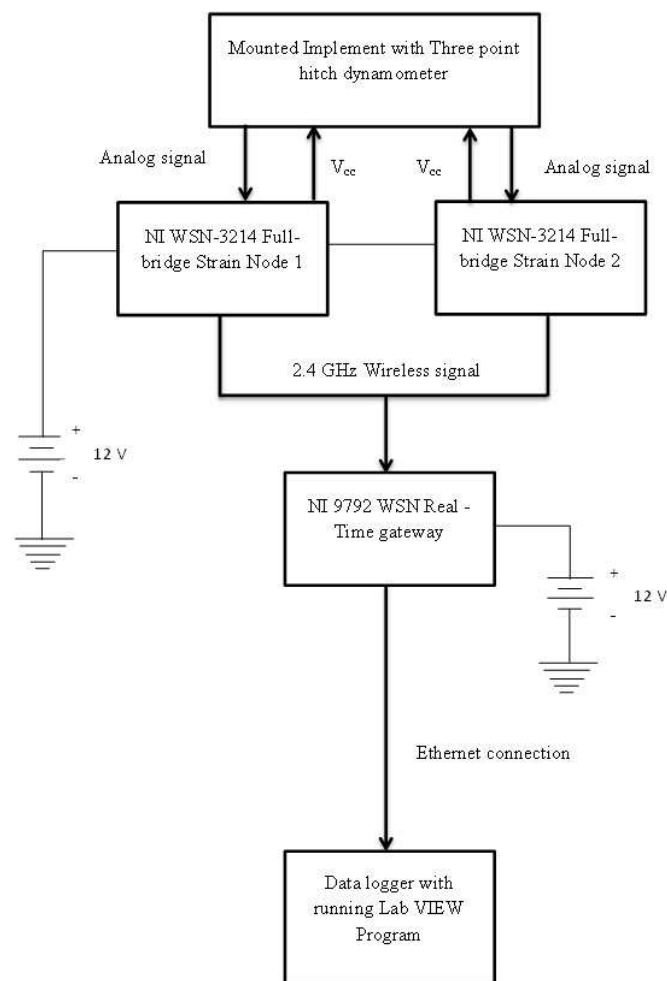 Mounted Implement with Three point
hitch dynamometer
Analog signal
Vcc
Vcc
Analog signal
NI WSN-3214 Full-
bridge Strain Node 1
NI WSN-3214 Full-
bridge Strain Node 2
2.4 GHz Wireless signal
+
12 V
-
NI 9792 WSN Real -
Time gateway
+
12 V
-
Ethernet connection
Data logger with
running Lab VIEW
Program